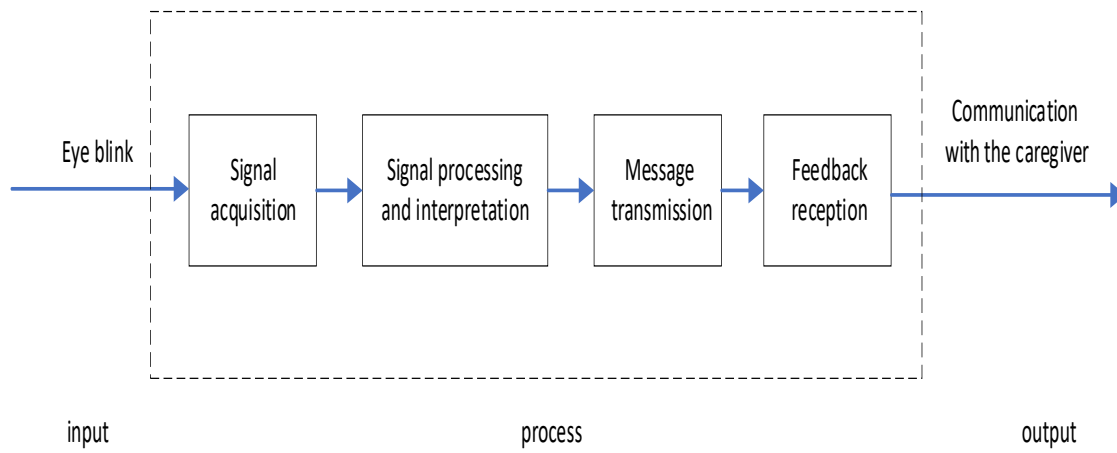 Eye blink
Signal
acquisition
Signal processing
and interpretation
Message
transmission
Feedback
reception
Communication
with the caregiver
input
process
output